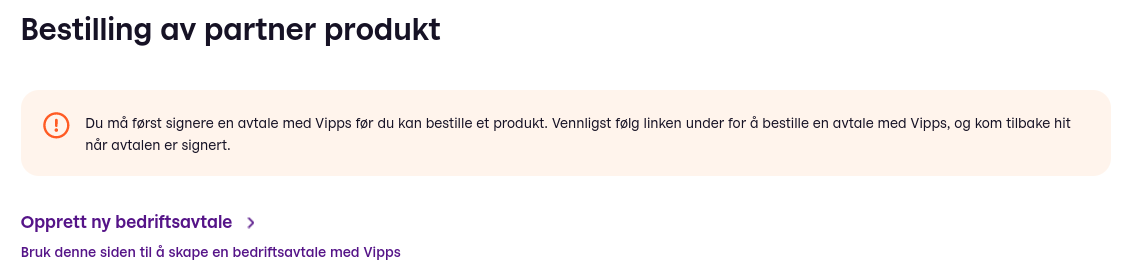 Bestilling av partner produkt
Du må først signere en avtale med Vipps før du kan bestille et produkt. Vennligst følg linken under for å bestille en avtale med Vipps, og kom tilbake hit
når avtalen er signert.
Opprett ny bedriftsavtale
Bruk denne siden til å skape en bedriftsavtale med Vipps